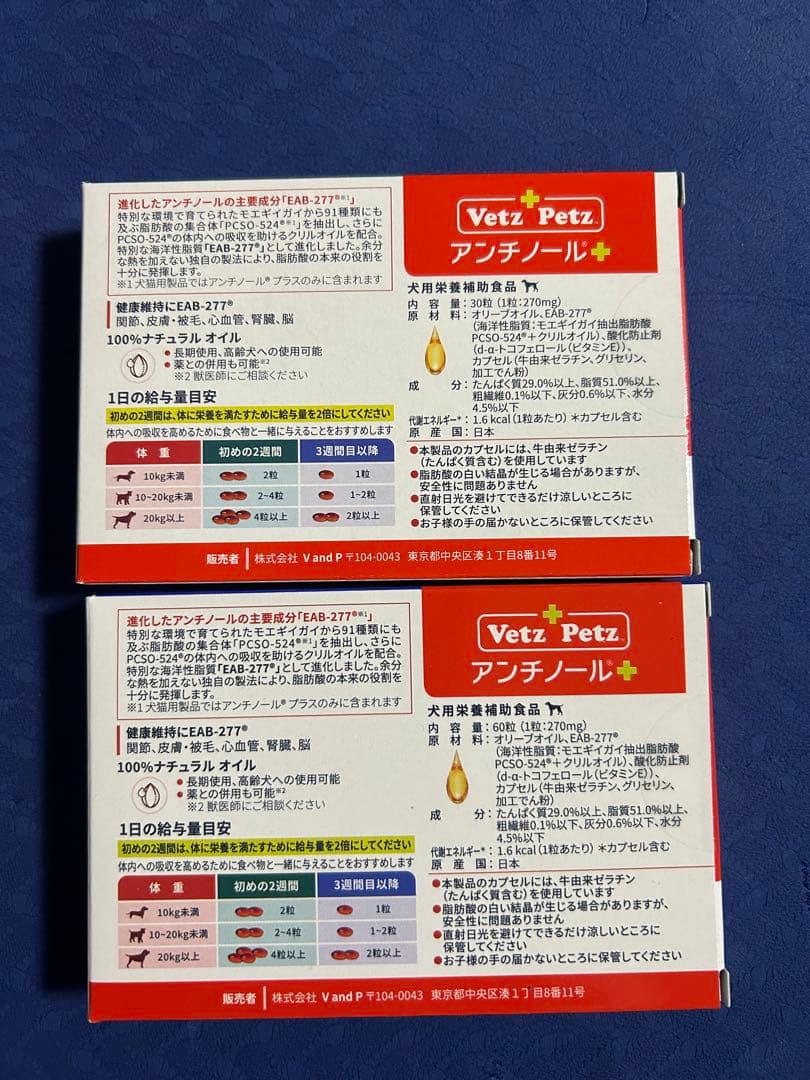 進化したアンチノールの主要成分「EAB-277®※1」
特別な環境で育てられたモエギイガイから91種類にも
及ぶ脂肪酸の集合体「PCSO-524®※1」を抽出し、さらに
PCSO-524®の体内への吸収を助けるクリルオイルを配合。
特別な海洋性脂質「EAB-277®」として進化しました。余分
な熱を加えない独自の製法により、脂肪酸の本来の役割を
十分に発揮します。
※1 犬猫用製品ではアンチノール® プラスのみに含まれます
健康維持にEAB-277®
関節、皮膚・被毛、心血管、腎臓、脳
100%ナチュラル オイル
• 長期使用、高齢犬への使用可能
• 薬との併用も可能※2
※2 獣医師にご相談ください
1日の給与量目安
初めの2週間は、体に栄養を満たすために給与量を2倍にしてください
体内への吸収を高めるために食べ物と一緒に与えることをおすすめします
体 重 初めの2週間 3週間目以降
10kg未満 2粒 1粒
10~20kg未満 2~4粒 1~2粒
20kg以上 4粒以上 2粒以上
Vetz Petz
アンチノール®+
犬用栄養補助食品
内 容 量：30粒（1粒：270mg）
原 材 料：オリーブオイル、EAB-277®
（海洋性脂質：モエギイガイ抽出脂肪酸
PCSO-524®＋クリルオイル）、酸化防止剤
（d-α-トコフェロール（ビタミンE））、
カプセル（牛由来ゼラチン、グリセリン、
加工でん粉）
成 分：たんぱく質29.0%以上、脂質51.0%以上、
粗繊維0.1%以下、灰分0.6%以下、水分
4.5%以下
代謝エネルギー*：1.6 kcal（1粒あたり）＊カプセル含む
原 産 国：日本
●本製品のカプセルには、牛由来ゼラチン
（たんぱく質含む）を使用しています
●脂肪酸の白い結晶が生じる場合がありますが、
安全性に問題ありません
●直射日光を避けてできるだけ涼しいところに
保管してください
●お子様の手の届かないところに保管してください
販売者 株式会社 V and P 〒104-0043 東京都中央区湊1丁目8番11号
進化したアンチノールの主要成分「EAB-277®※1」
特別な環境で育てられたモエギイガイから91種類にも
及ぶ脂肪酸の集合体「PCSO-524®※1」を抽出し、さらに
PCSO-524®の体内への吸収を助けるクリルオイルを配合。
特別な海洋性脂質「EAB-277®」として進化しました。余分
な熱を加えない独自の製法により、脂肪酸の本来の役割を
十分に発揮します。
※1 犬猫用製品ではアンチノール® プラスのみに含まれます
健康維持にEAB-277®
関節、皮膚・被毛、心血管、腎臓、脳
100%ナチュラル オイル
• 長期使用、高齢犬への使用可能
• 薬との併用も可能※2
※2 獣医師にご相談ください
1日の給与量目安
初めの2週間は、体に栄養を満たすために給与量を2倍にしてください
体内への吸収を高めるために食べ物と一緒に与えることをおすすめします
体 重 初めの2週間 3週間目以降
10kg未満 2粒 1粒
10~20kg未満 2~4粒 1~2粒
20kg以上 4粒以上 2粒以上
Vetz Petz
アンチノール®+
犬用栄養補助食品
内 容 量：60粒（1粒：270mg）
原 材 料：オリーブオイル、EAB-277®
（海洋性脂質：モエギイガイ抽出脂肪酸
PCSO-524®＋クリルオイル）、酸化防止剤
（d-α-トコフェロール（ビタミンE））、
カプセル（牛由来ゼラチン、グリセリン、
加工でん粉）
成 分：たんぱく質29.0%以上、脂質51.0%以上、
粗繊維0.1%以下、灰分0.6%以下、水分
4.5%以下
代謝エネルギー*：1.6 kcal（1粒あたり）＊カプセル含む
原 産 国：日本
●本製品のカプセルには、牛由来ゼラチン
（たんぱく質含む）を使用しています
●脂肪酸の白い結晶が生じる場合がありますが、
安全性に問題ありません
●直射日光を避けてできるだけ涼しいところに
保管してください
●お子様の手の届かないところに保管してください
販売者 株式会社 V and P 〒104-0043 東京都中央区湊1丁目8番11号